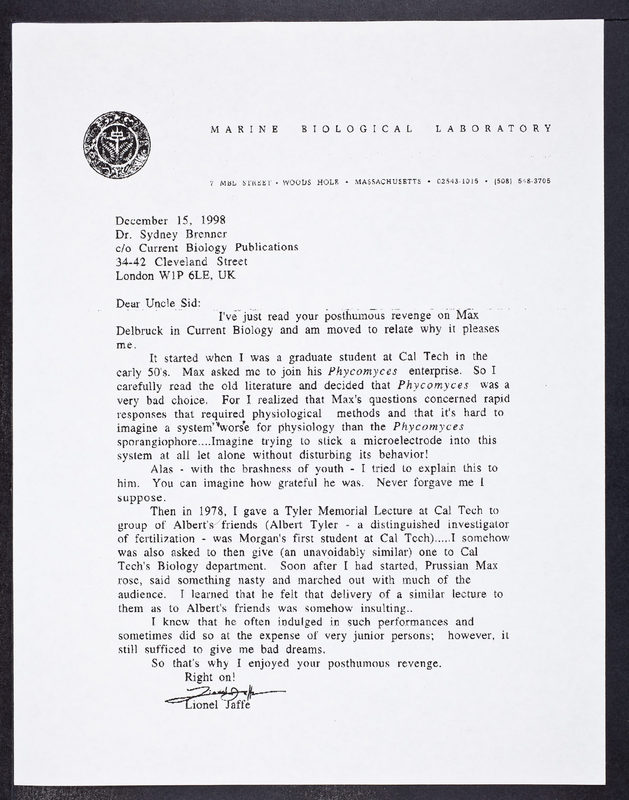 MARINE BIOLOGICAL LABORATORY
7 MBL STREET • WOODS HOLE • MASSACHUSETTS • 02543-1015 • (508) 548-3705
December 15, 1998
Dr. Sydney Brenner
c/o Current Biology Publications
34-42 Cleveland Street
London W1P 6LE, UK
Dear Uncle Sid:
I've just read your posthumous revenge on Max
Delbruck in Current Biology and am moved to relate why it pleases
me.
It started when I was a graduate student at Cal Tech in the
early 50's. Max asked me to join his Phycomyces enterprise. So I
carefully read the old literature and decided that Phycomyces was a
very bad choice. For I realized that Max's questions concerned rapid
responses that required physiological methods and that it's hard to
imagine a system worse for physiology than the Phycomyces
sporangiophore....Imagine trying to stick a microelectrode into this
system at all let alone without disturbing its behavior!
Alas - with the brashness of youth - I tried to explain this to
him. You can imagine how grateful he was. Never forgave me I
suppose.
Then in 1978, I gave a Tyler Memorial Lecture at Cal Tech to
group of Albert's friends (Albert Tyler - a distinguished investigator
of fertilization - was Morgan's first student at Cal Tech).....I somehow
was also asked to then give (an unavoidably similar) one to Cal
Tech's Biology department. Soon after I had started, Prussian Max
rose, said something nasty and marched out with much of the
audience. I learned that he felt that delivery of a similar lecture to
them as to Albert's friends was somehow insulting..
I knew that he often indulged in such performances and
sometimes did so at the expense of very junior persons; however, it
still sufficed to give me bad dreams.
So that's why I enjoyed your posthumous revenge.
Right on!
Lionel Jaffe
Lionel Jaffe